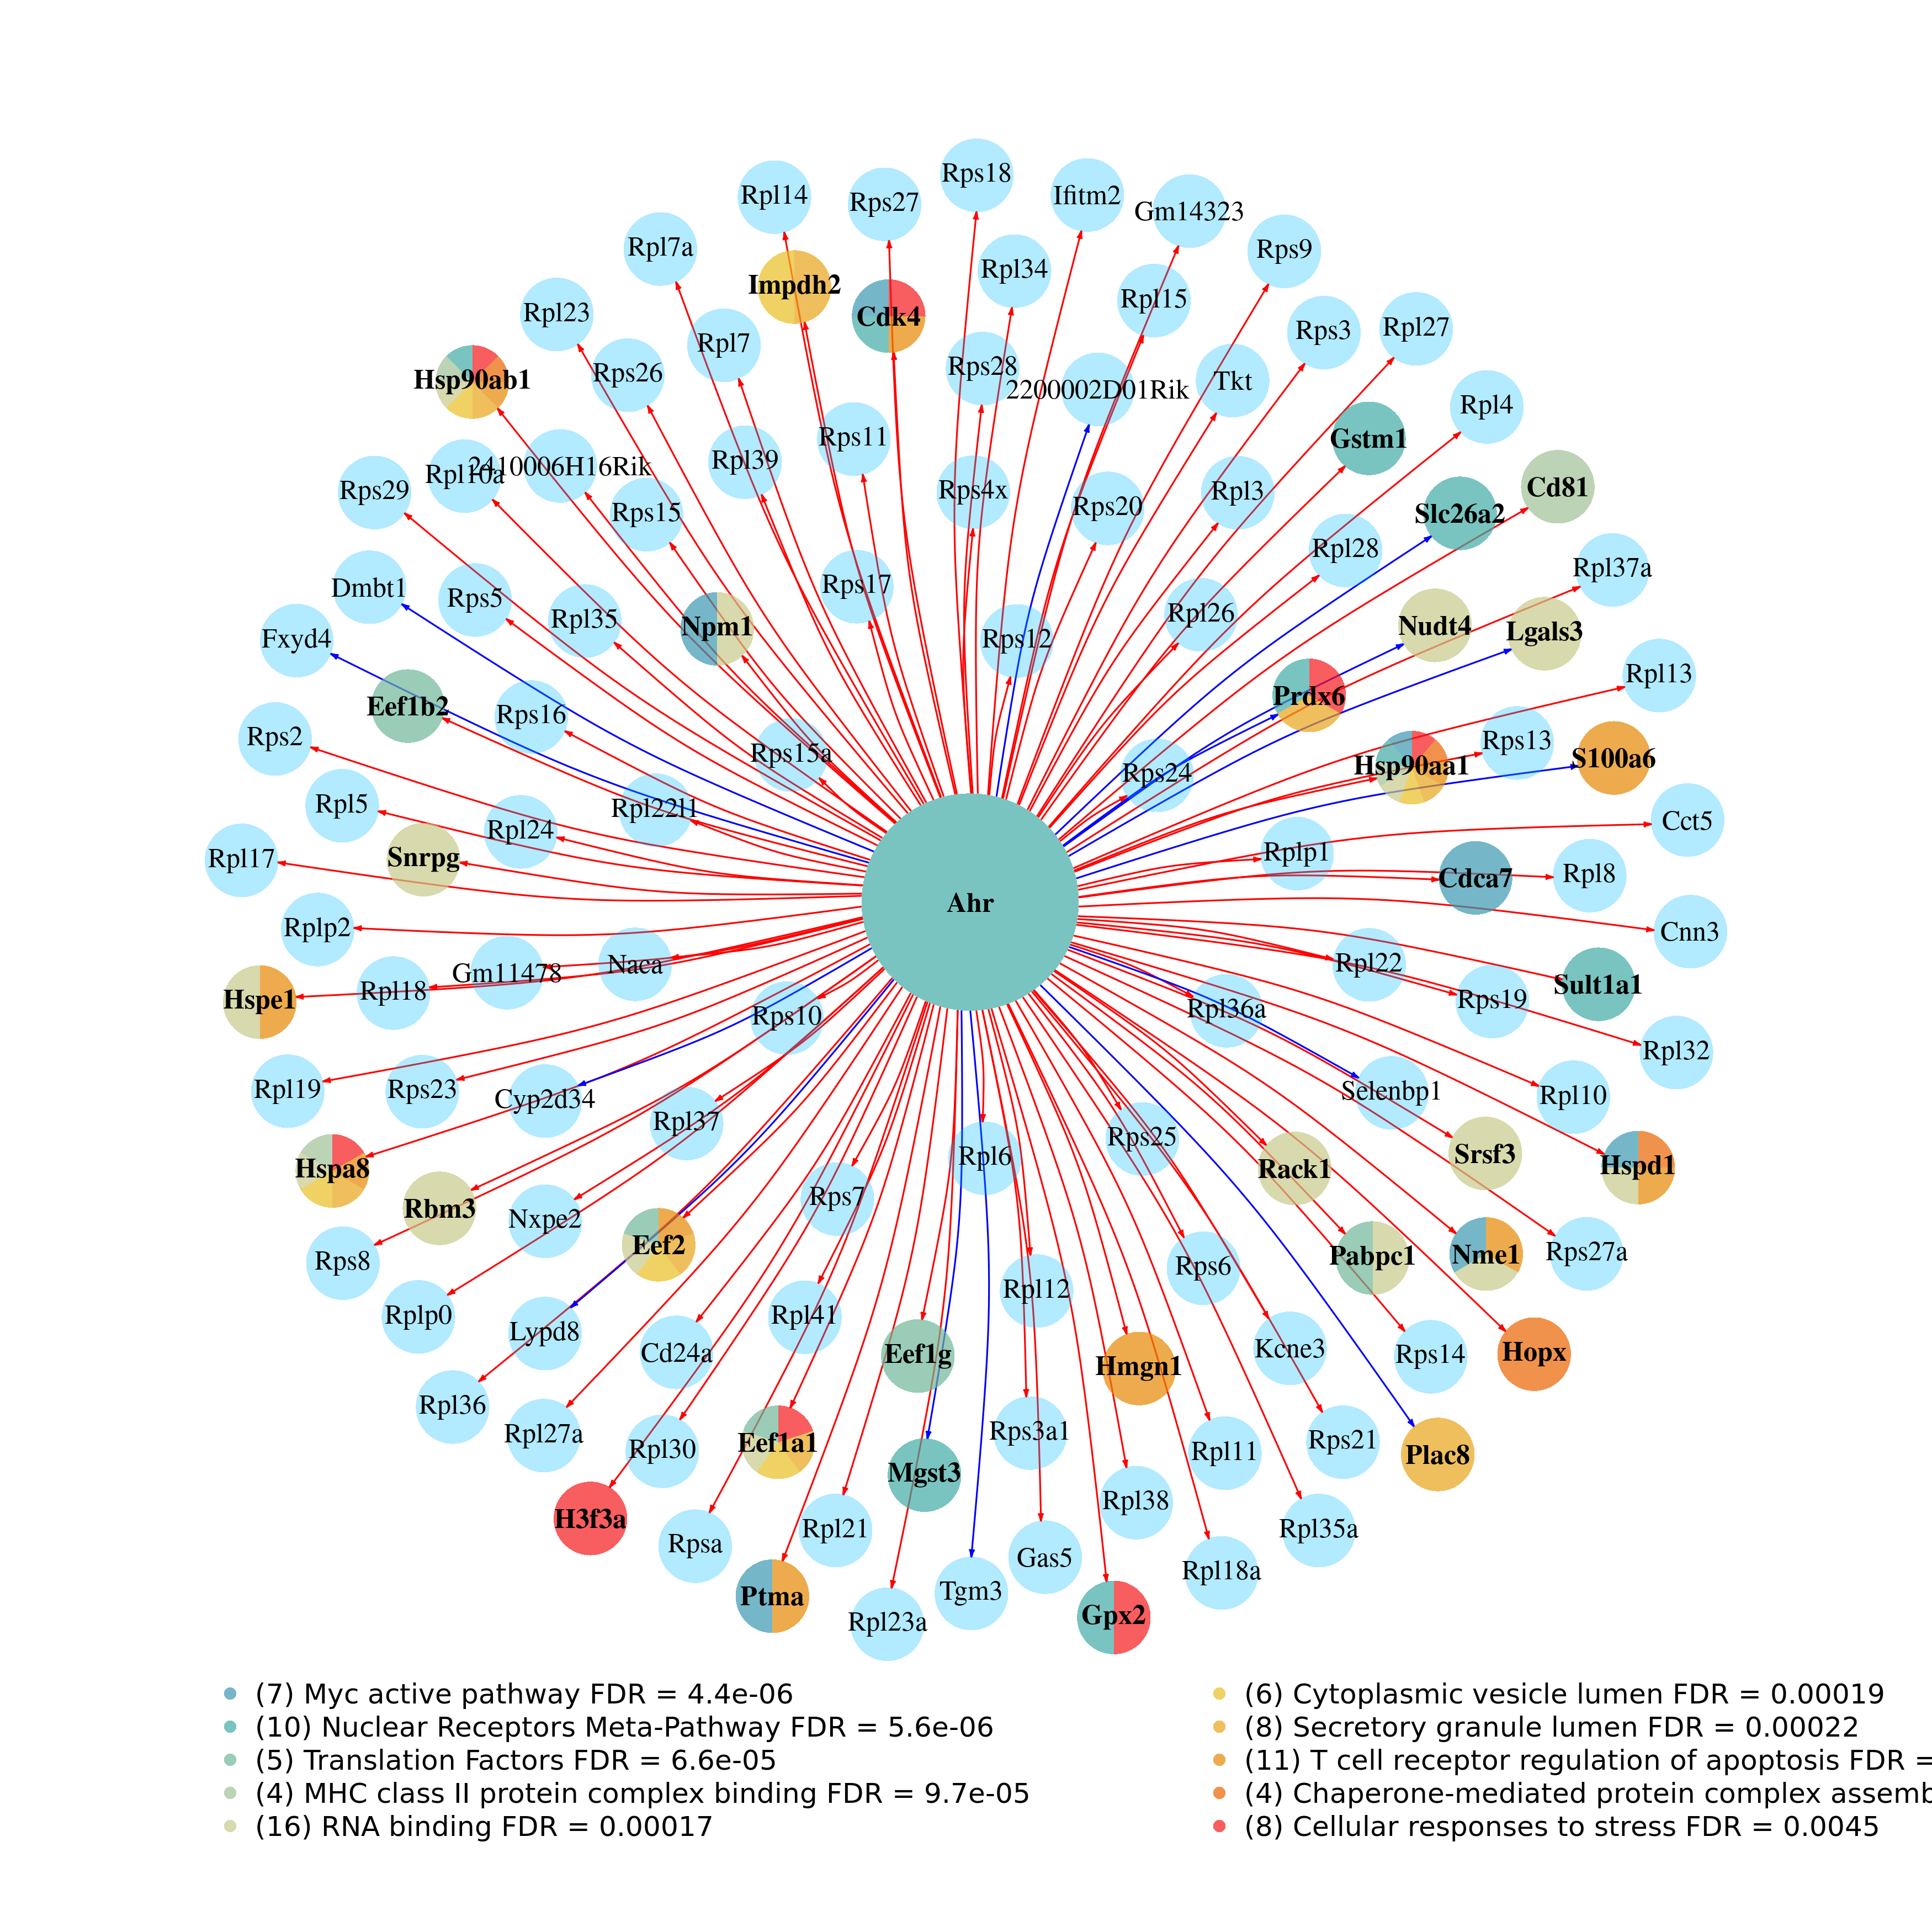 Rps18
Rpl14
Rps27
Ifitm2
Gm14323
Rpl7a
Rps9
Rpl34
Impdh2
Rpl15
Rpl23
Cdk4
Rps3
Rpl27
Rpl7
Rps28
Rps26
Hsp90ab1
2200002D01Rik
Tkt
Rpl4
Rps11
Gstm1
Rpl39
2410006H16Rik
Rpl10a
Rps29
Rps4x
Rpl3
Cd81
Rps15
Rps20
Slc26a2
Rpl28
Rpl37a
Dmbt1
Rps17
Rps5
Rpl35
Rpl26
Npm1
Nudt4
Lgals3
Fxyd4
Rps12
Rpl13
Prdx6
Eef1b2
Rps16
Rps2
Rps13
Rps15a
S100a6
Hsp90aa1
Rps24
Rpl5
Rpl22l1
Cct5
Rpl24
Rplp1
Snrpg
Rpl17
Rpl8
Cdca7
Ahr
Rplp2
Cnn3
Naca
Rpl22
Gm11478
Sult1a1
Rpl18
Hspe1
Rps19
Rpl36a
Rps10
Rpl32
Rpl19
Rps23
Selenbp1
Rpl10
Cyp2d34
Rpl37
Rps25
Srsf3
Rpl6
Hspd1
Hspa8
Rack1
Rps7
Rbm3
Nxpe2
Eef2
Rps27a
Nme1
Pabpc1
Rps8
Rps6
Rpl12
Rplp0
Rpl41
Lypd8
Kcne3
Cd24a
Eef1g
Rps14
Hopx
Hmgn1
Rpl36
Rps3a1
Rpl27a
Rps21
Eef1a1
Rpl30
Rpl11
Plac8
Mgst3
Rpl38
H3f3a
Rpl21
Rpl35a
Rpsa
Gas5
Rpl18a
Tgm3
Ptma
Gpx2
Rpl23a
(7) Myc active pathway FDR = 4.4e-06
(10) Nuclear Receptors Meta-Pathway FDR = 5.6e-06
(5) Translation Factors FDR = 6.6e-05
(4) MHC class II protein complex binding FDR = 9.7e-05
(16) RNA binding FDR = 0.00017
(6) Cytoplasmic vesicle lumen FDR = 0.00019
(8) Secretory granule lumen FDR = 0.00022
(11) T cell receptor regulation of apoptosis FDR =
(4) Chaperone-mediated protein complex assemb
(8) Cellular responses to stress FDR = 0.0045